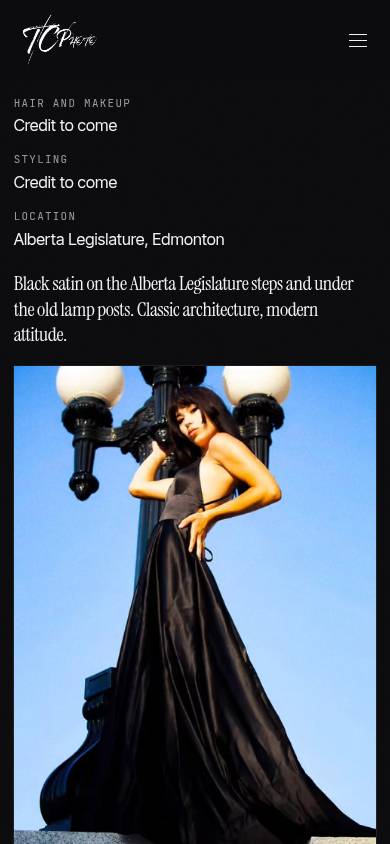 TCPHOTO
HAIR AND MAKEUP
Credit to come
STYLING
Credit to come
LOCATION
Alberta Legislature, Edmonton
Black satin on the Alberta Legislature steps and under
the old lamp posts. Classic architecture, modern
attitude.